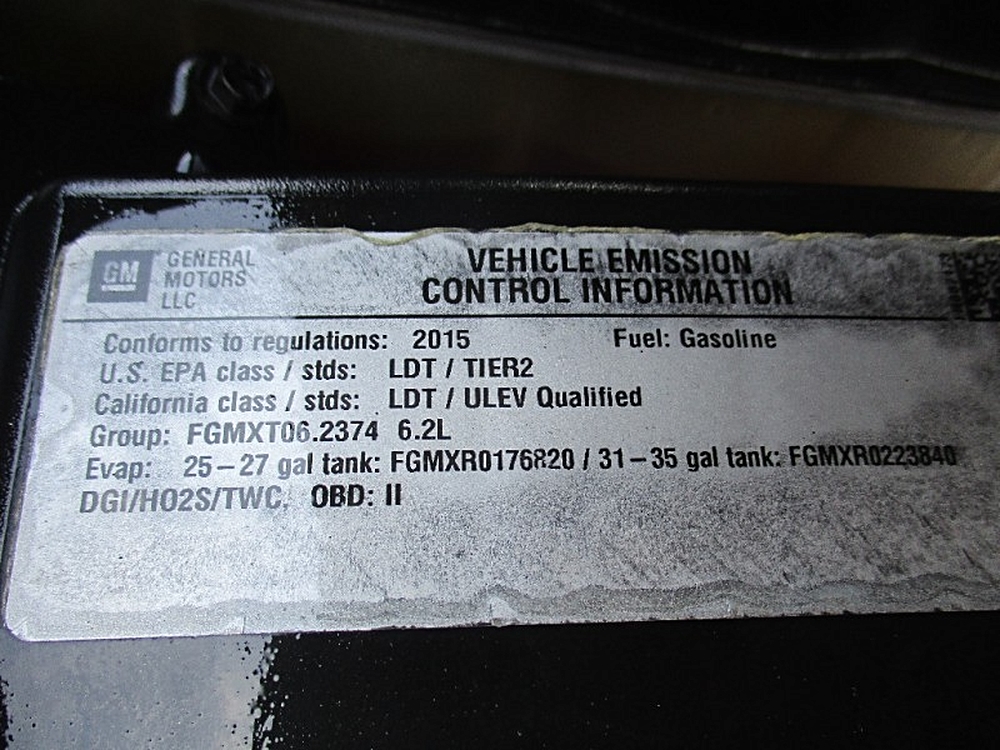 GM
GENERAL
MOTORS
LLC
VEHICLE EMISSION
CONTROL INFORMATION
Conforms to regulations: 2015 Fuel: Gasoline
U.S. EPA class / stds: LDT / TIER2
California class / stds: LDT / ULEV Qualified
Group: FGMXT06.2374 6.2L
Evap: 25–27 gal tank: FGMXR0176820 / 31–35 gal tank: FGMXR0223840
DGI/HO2S/TWC. OBD: II